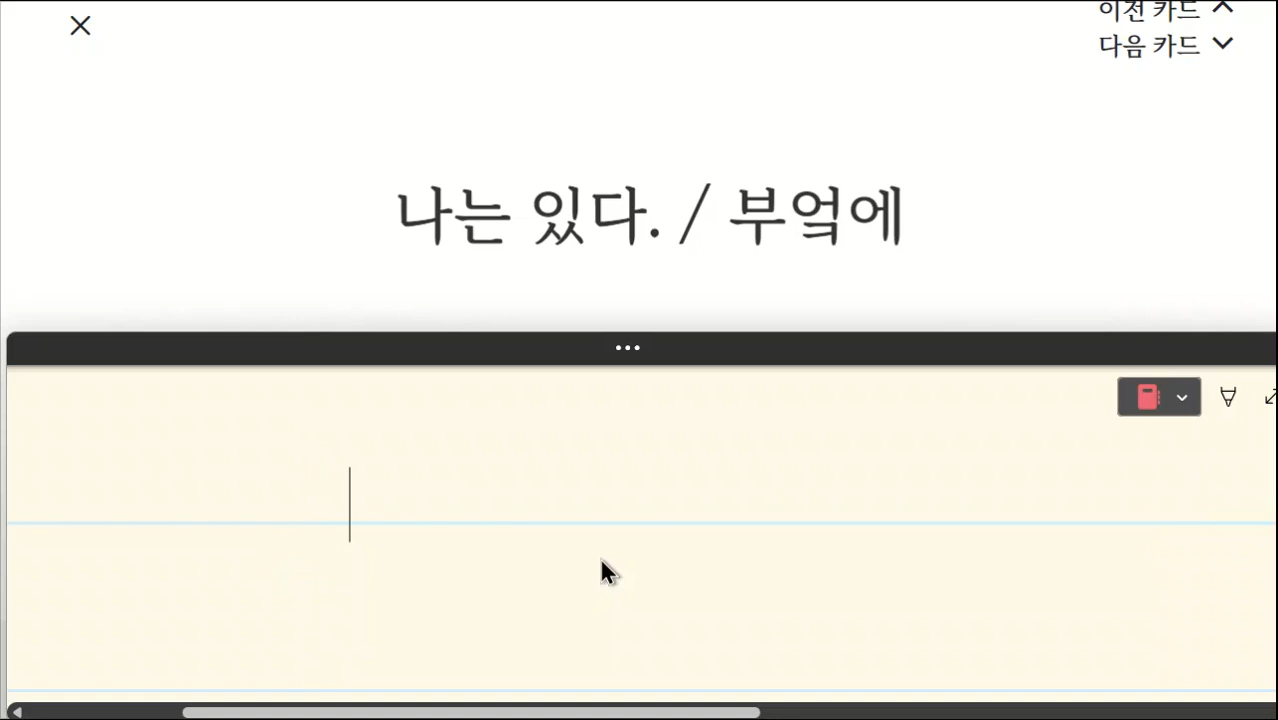 이전 카드
다음 카드
나는 있다. / 부엌에